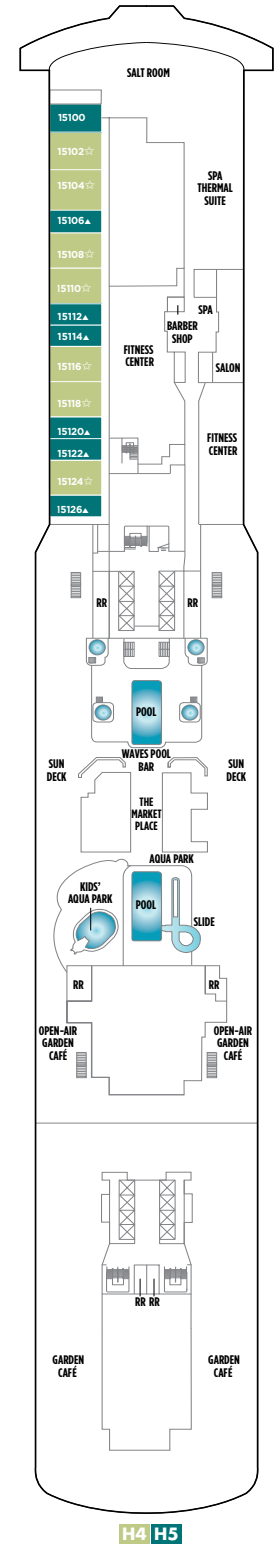 SALT ROOM
15100
15102☆
15104☆
15106▲
15108☆
15110☆
15112▲
15114▲
15116☆
15118☆
15120▲
15122▲
15124☆
15126▲
SPA
THERMAL
SUITE
SPA
BARBER
SHOP
SALON
FITNESS
CENTER
FITNESS
CENTER
RR
RR
POOL
WAVES POOL
BAR
SUN
DECK
SUN
DECK
THE
MARKET
PLACE
AQUA PARK
KIDS'
AQUA PARK
POOL
SLIDE
RR
RR
OPEN-AIR
GARDEN
CAFÉ
OPEN-AIR
GARDEN
CAFÉ
RR RR
GARDEN
CAFÉ
GARDEN
CAFÉ
H4 H5